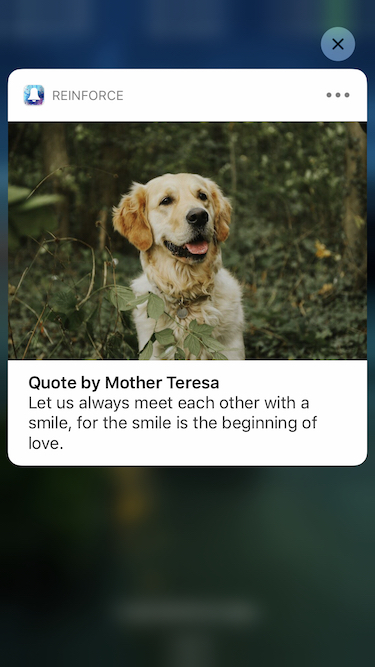 REINFORCE
Quote by Mother Teresa
Let us always meet each other with a
smile, for the smile is the beginning of
love.